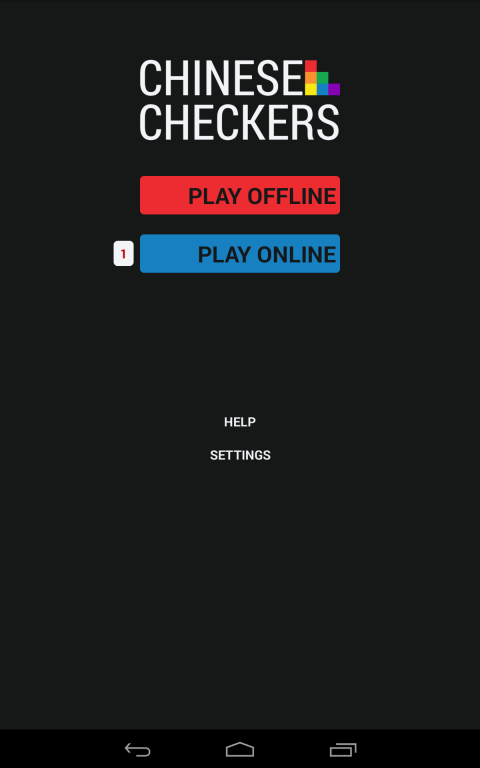 CHINESE
CHECKERS
PLAY OFFLINE
1
PLAY ONLINE
HELP
SETTINGS